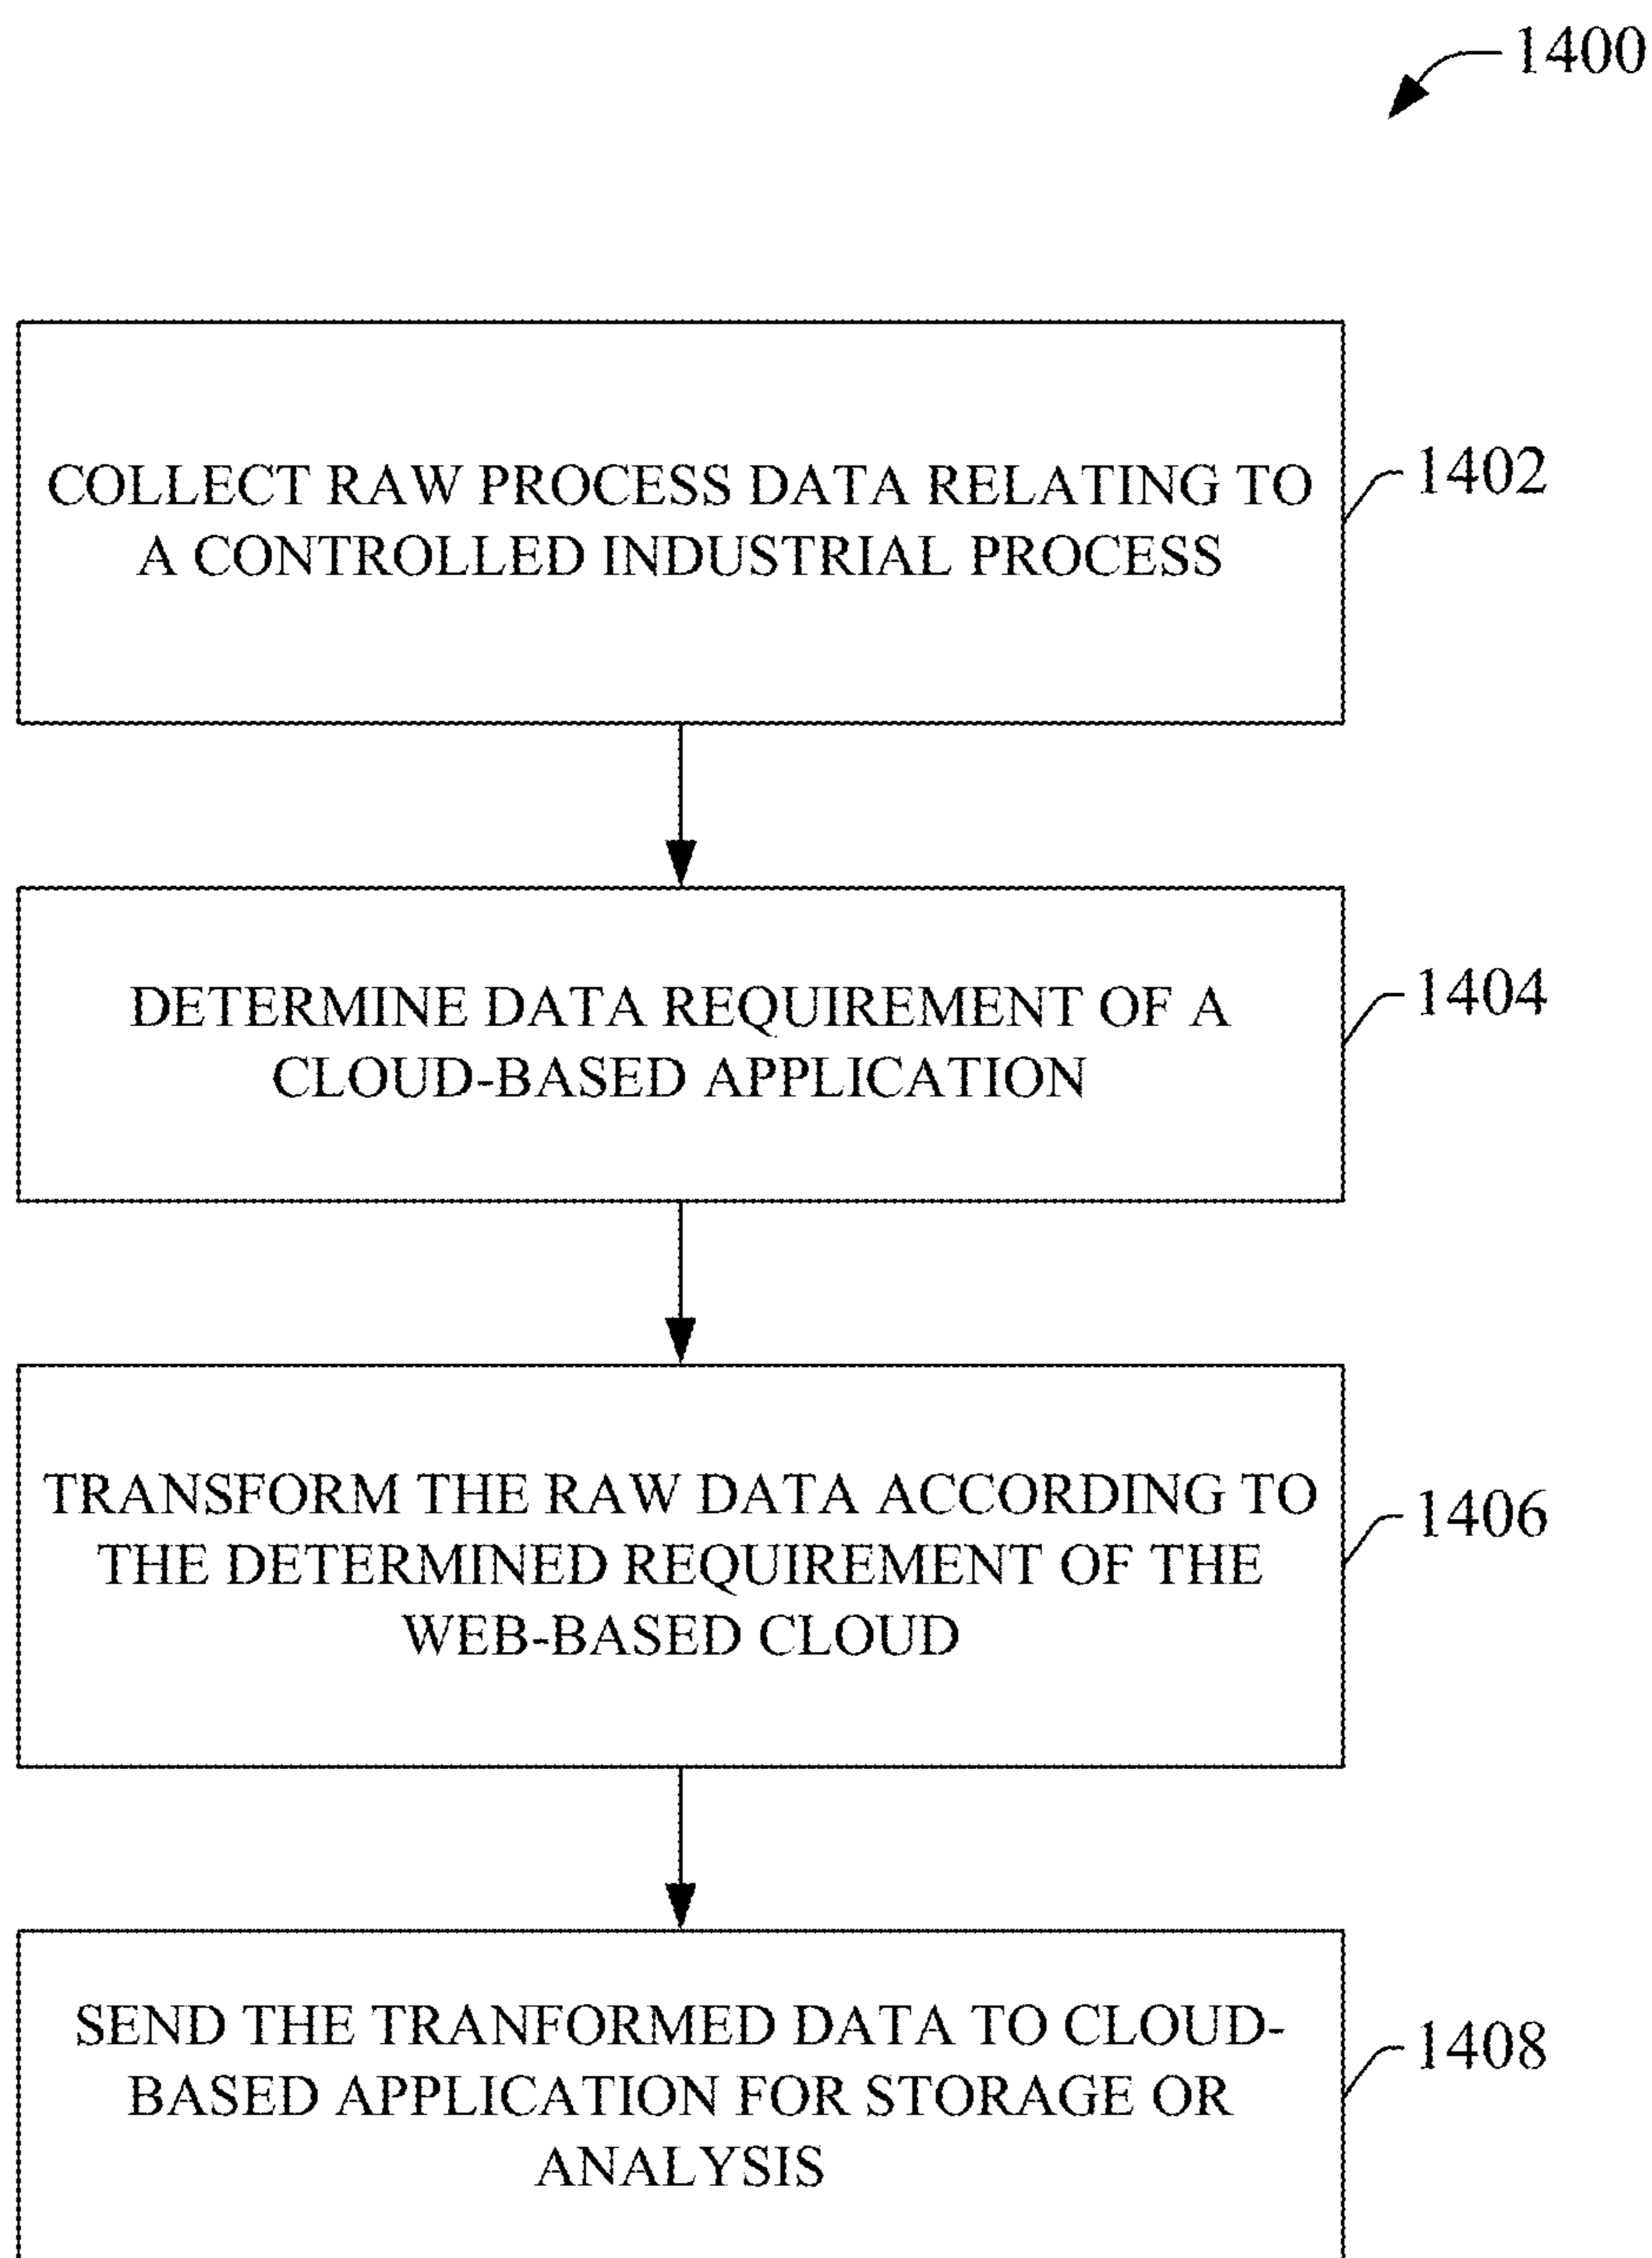 1400
COLLECT RAW PROCESS DATA RELATING TO
A CONTROLLED INDUSTRIAL PROCESS
1402
DETERMINE DATA REQUIREMENT OF A
CLOUD-BASED APPLICATION
1404
TRANSFORM THE RAW DATA ACCORDING TO
THE DETERMINED REQUIREMENT OF THE
WEB-BASED CLOUD
1406
SEND THE TRANFORMED DATA TO CLOUD-
BASED APPLICATION FOR STORAGE OR
ANALYSIS
1408